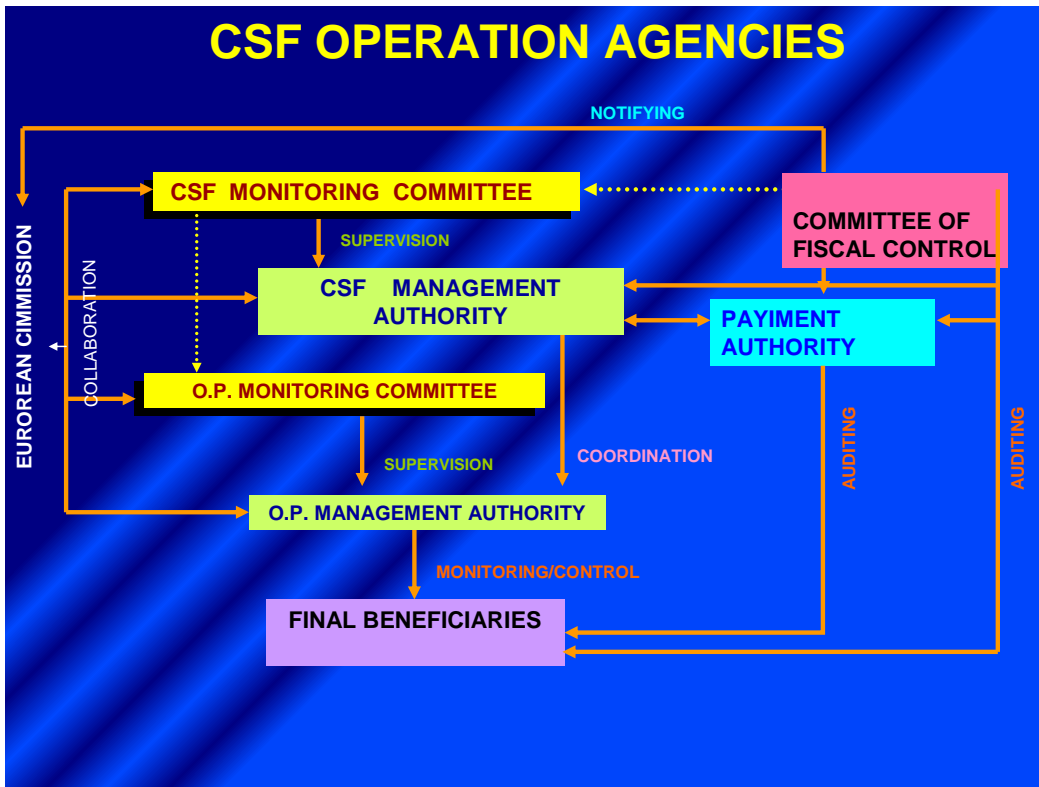 CSF OPERATION AGENCIES
NOTIFYING
CSF MONITORING COMMITTEE
COMMITTEE OF
FISCAL CONTROL
SUPERVISION
EUROREAN CIMMISSION
COLLABORATION
CSF MANAGEMENT
AUTHORITY
PAYIMENT
AUTHORITY
O.P. MONITORING COMMITTEE
SUPERVISION
COORDINATION
AUDITING
AUDITING
O.P. MANAGEMENT AUTHORITY
MONITORING/CONTROL
FINAL BENEFICIARIES